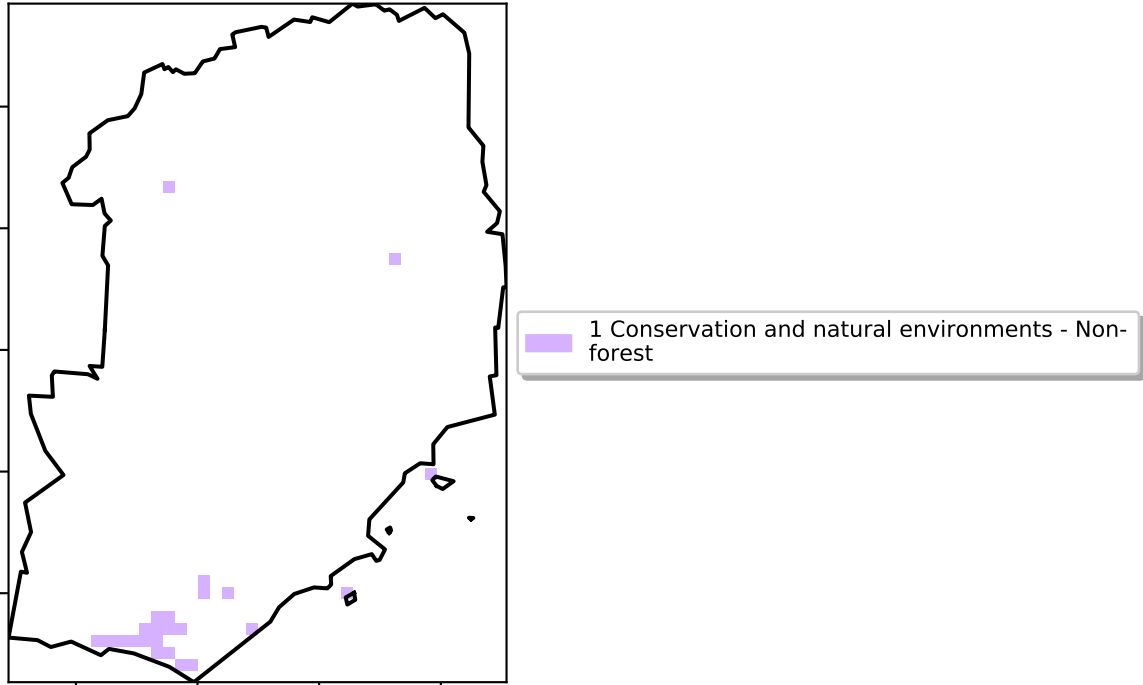 1 Conservation and natural environments - Non-
forest